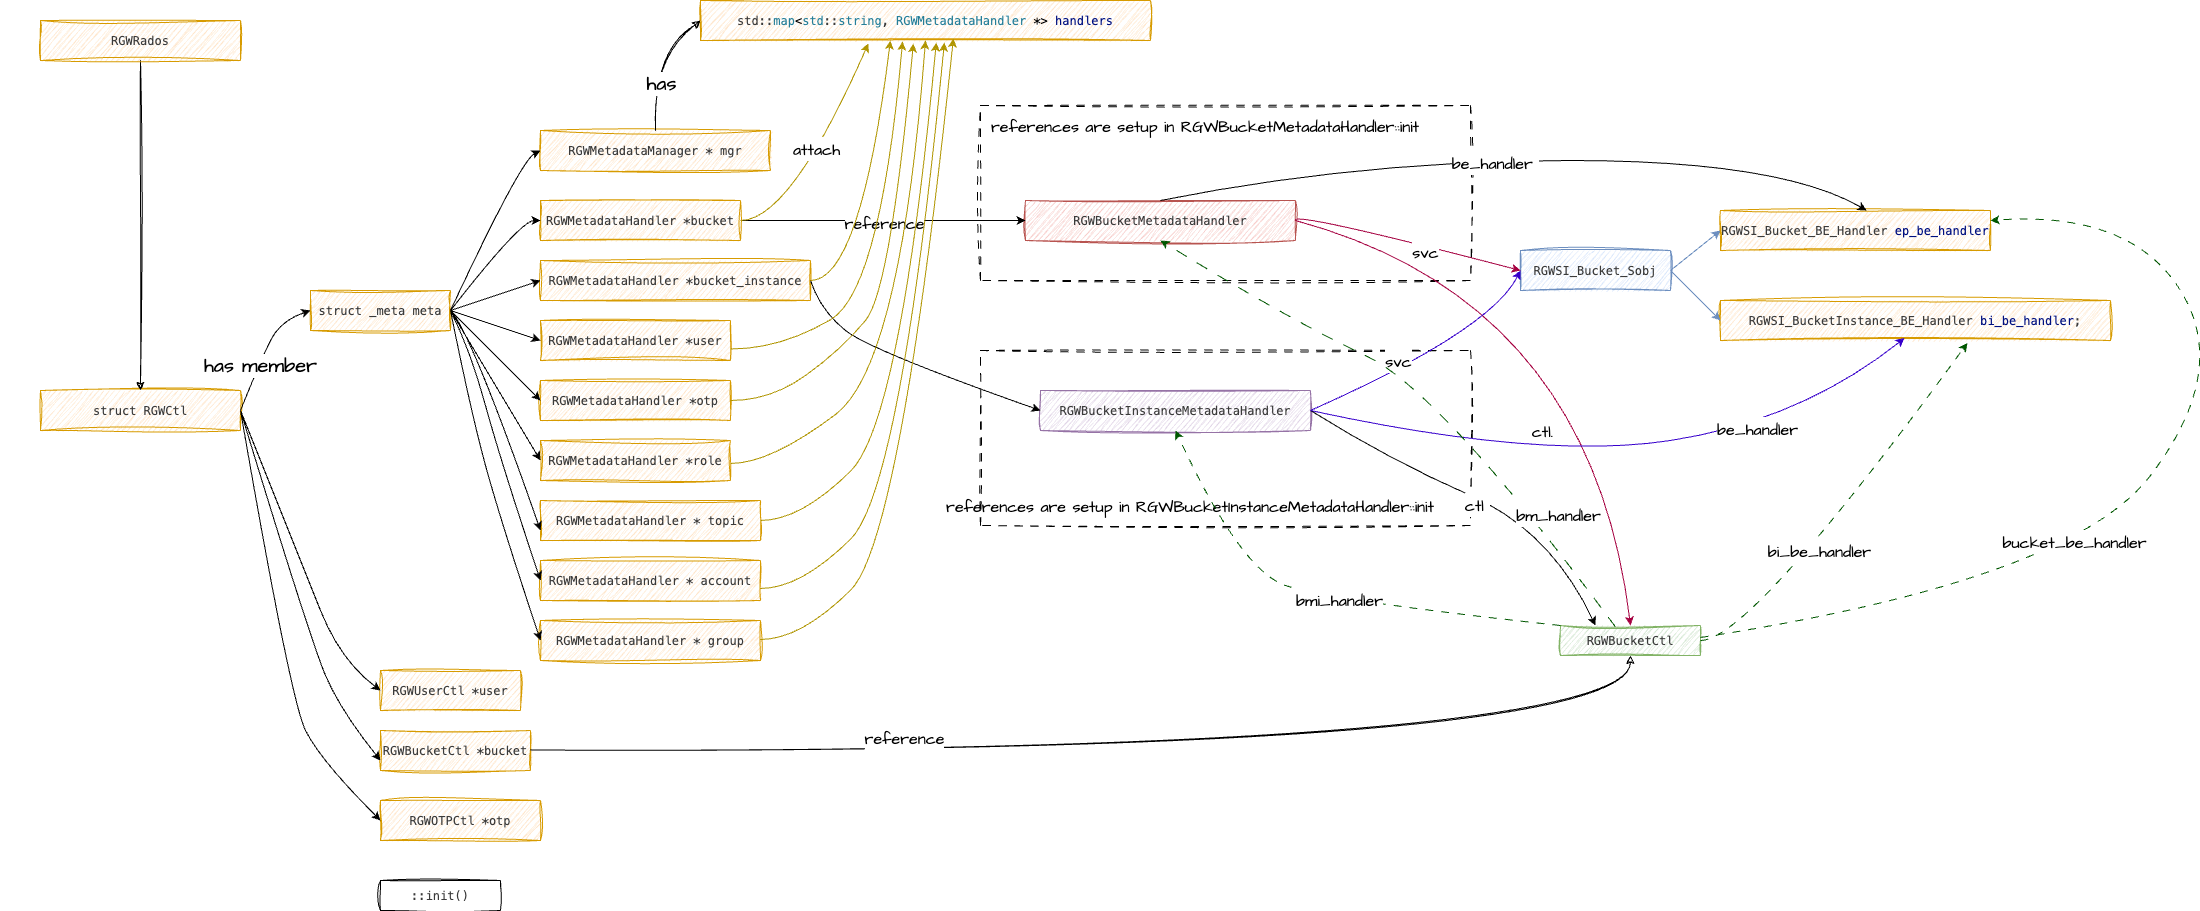 RGWRados
std::map<std::string, RGWMetadataHandler *> handlers
has
references are setup in RGWBucketMetadataHandler::init
RGWMetadataManager * mgr
attach
be_handler
RGWMetadataHandler *bucket
reference
RGWBucketMetadataHandler
RGWSI_Bucket_BE_Handler ep_be_handler
svc
RGWMetadataHandler *bucket_instance
RGWSI_Bucket_Sobj
struct _meta meta
RGWSI_BucketInstance_BE_Handler bi_be_handler;
RGWMetadataHandler *user
has member
svc
RGWMetadataHandler *otp
struct RGWCtl
RGWBucketInstanceMetadataHandler
ctl
be_handler
RGWMetadataHandler *role
references are setup in RGWBucketInstanceMetadataHandler::init
ctl
bm_handler
RGWMetadataHandler * topic
bi_be_handler
bucket_be_handler
RGWMetadataHandler * account
bmi_handler
RGWMetadataHandler * group
RGWBucketCtl
RGWUserCtl *user
reference
RGWBucketCtl *bucket
RGWOTPCtl *otp
::init()